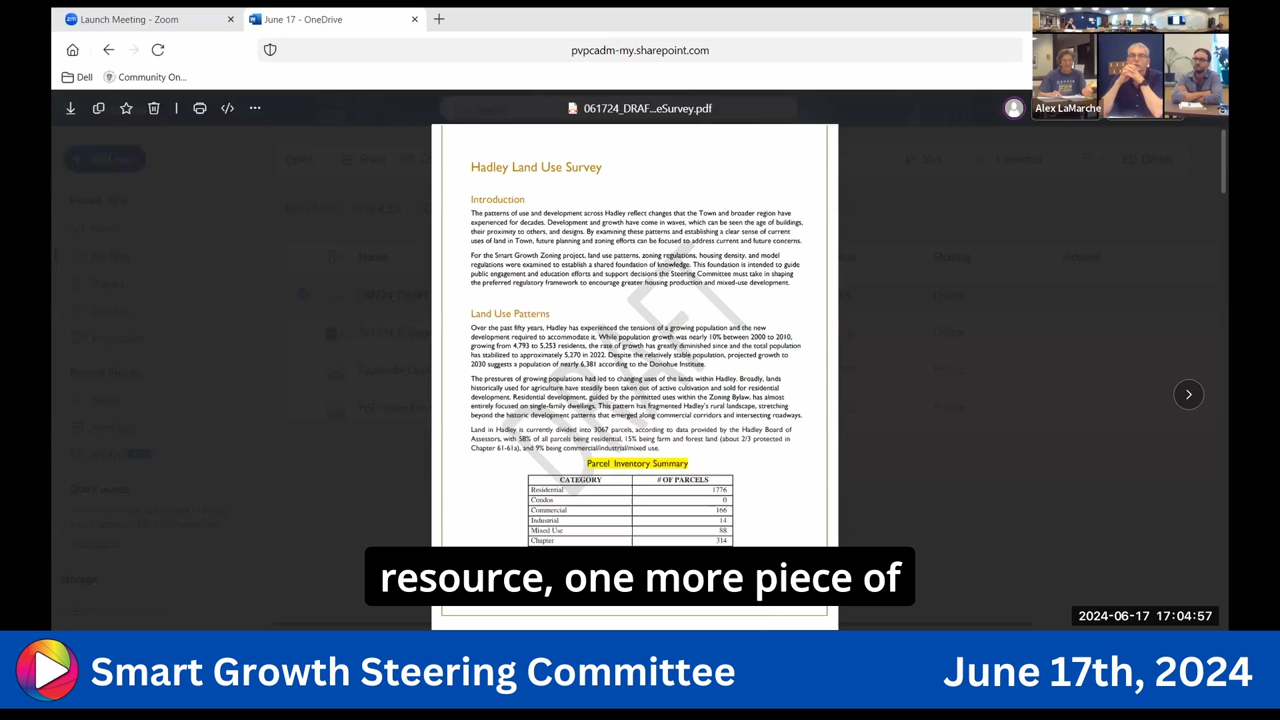 Launch Meeting - Zoom
June 17 - OneDrive
pvpcadm-my.sharepoint.com
Dell
Community On...
061724_DRAF...eSurvey.pdf
Alex LaMarche
Hadley Land Use Survey
Introduction
The patterns of use and development across Hadley reflect changes that the Town and broader region have
experienced for decades. Development and growth have come in waves, which can be seen the age of buildings,
their proximity to others, and designs. By examining these patterns and establishing a clear sense of current
uses of land in Town, future planning and zoning efforts can be focused to address current and future concerns.
For the Smart Growth Zoning project, land use patterns, zoning regulations, housing density, and model
regulations were examined to establish a shared foundation of knowledge. This foundation is intended to guide
public engagement and education efforts and support decisions the Steering Committee must take in shaping
the preferred regulatory framework to encourage greater housing production and mixed-use development.
Land Use Patterns
Over the past fifty years, Hadley has experienced the tensions of a growing population and the new
development required to accommodate it. While population growth was nearly 10% between 2000 to 2010,
growing from 4,793 to 5,253 residents, the rate of growth has greatly diminished since and the total population
has stabilized to approximately 5,270 in 2022. Despite the relatively stable population, projected growth to
2030 suggests a population of nearly 6,381 according to the Donohue Institute.
The pressures of growing populations had led to changing uses of the lands within Hadley. Broadly, lands
historically used for agriculture have steadily been taken out of active cultivation and sold for residential
development. Residential development, guided by the permitted uses within the Zoning Bylaw, has almost
entirely focused on single-family dwellings. This pattern has fragmented Hadley's rural landscape, stretching
beyond the historic development patterns that emerged along commercial corridors and intersecting roadways.
Land in Hadley is currently divided into 3067 parcels, according to data provided by the Hadley Board of
Assessors, with 58% of all parcels being residential, 15% being farm and forest land (about 2/3 protected in
Chapter 61-61a), and 9% being commercial/industrial/mixed use.
DRAFT
Parcel Inventory Summary
CATEGORY # OF PARCELS
Residential 1776
Condos 0
Commercial 166
Industrial 14
Mixed Use 88
Chapter 314
resource, one more piece of
2024-06-17 17:04:57
Smart Growth Steering Committee
June 17th, 2024